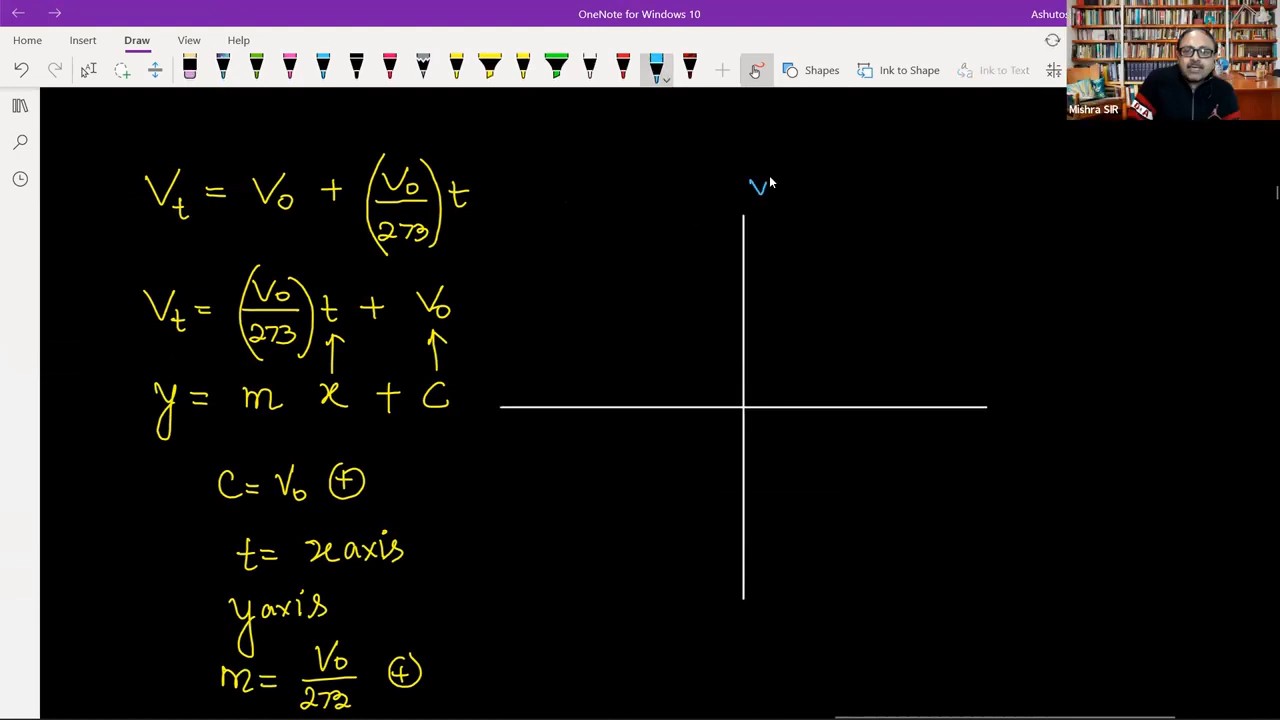 OneNote for Windows 10
Ashutos
Home Insert Draw View Help
Shapes Ink to Shape Ink to Text
Mishra SIR
V
Vₜ = V₀ + (V₀/273) t
Vₜ = (V₀/273) t + V₀
y = m x + C
C = V₀ ⊕
t = x axis
y axis
m = V₀/273 ⊕